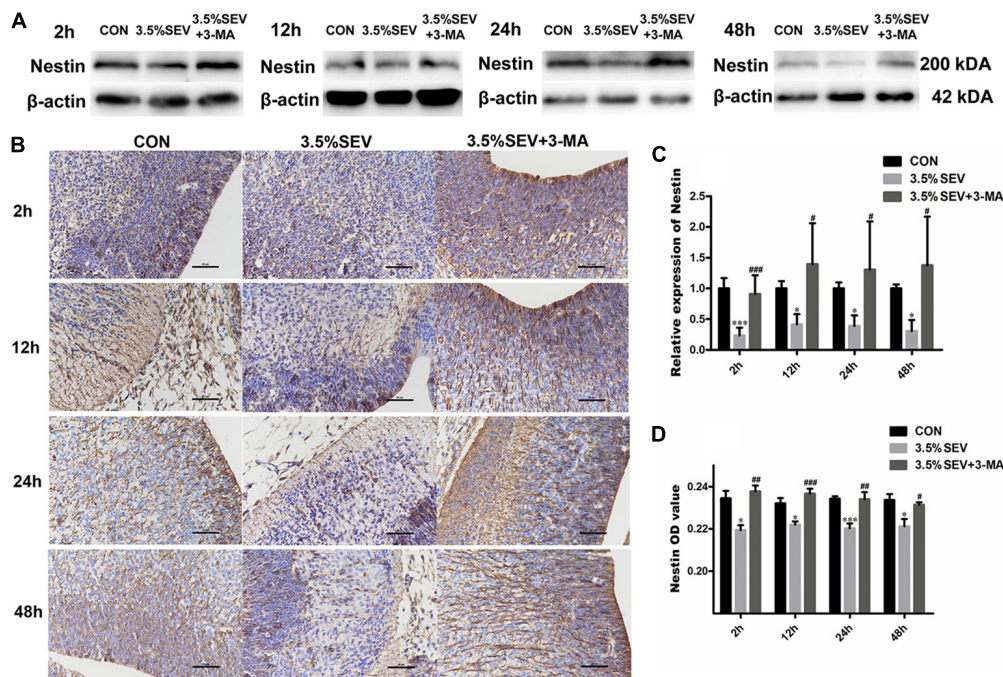 A
2h
CON 3.5%SEV 3.5%SEV +3-MA
Nestin
β-actin
12h
CON 3.5%SEV 3.5%SEV +3-MA
Nestin
β-actin
24h
CON 3.5%SEV 3.5%SEV +3-MA
Nestin
β-actin
48h
CON 3.5%SEV 3.5%SEV +3-MA
Nestin 200 kDA
β-actin 42 kDA
B
CON 3.5%SEV 3.5%SEV+3-MA
2h
12h
24h
48h
C
CON
3.5%SEV
3.5%SEV+3-MA
Relative expression of Nestin
2.5
2.0
1.5
1.0
0.5
0.0
*** ###
* #
* #
* #
2h 12h 24h 48h
D
CON
3.5%SEV
3.5%SEV+3-MA
Nestin OD value
0.24
0.22
0.20
* ##
* ###
*** ##
* #
2h 12h 24h 48h